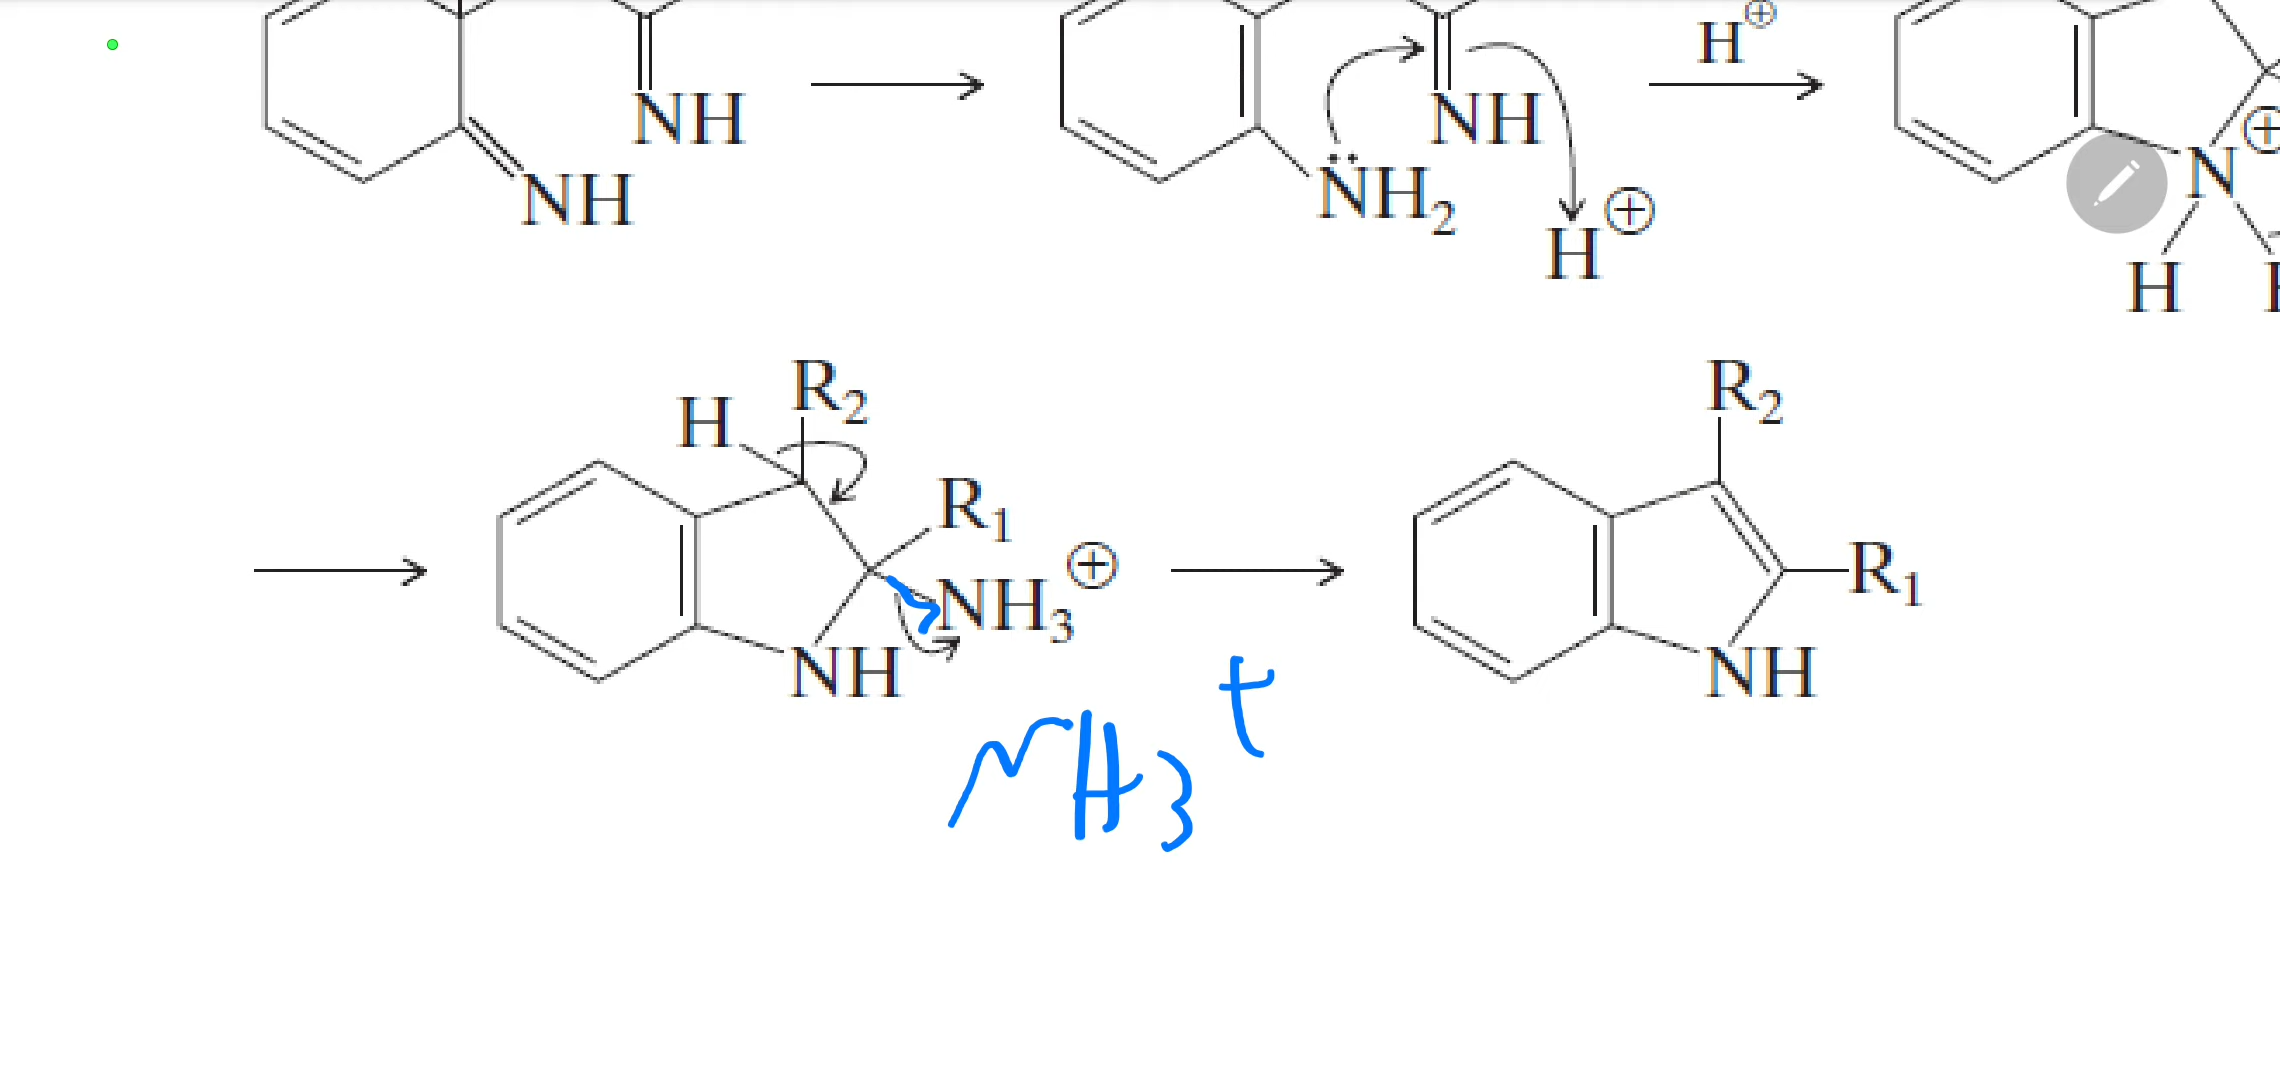 H⊕
NH NH
NH NH₂ H⊕ N⊕
H
R₂ R₂
H
R₁
NH₃⊕ R₁
NH NH
NH₃⁺